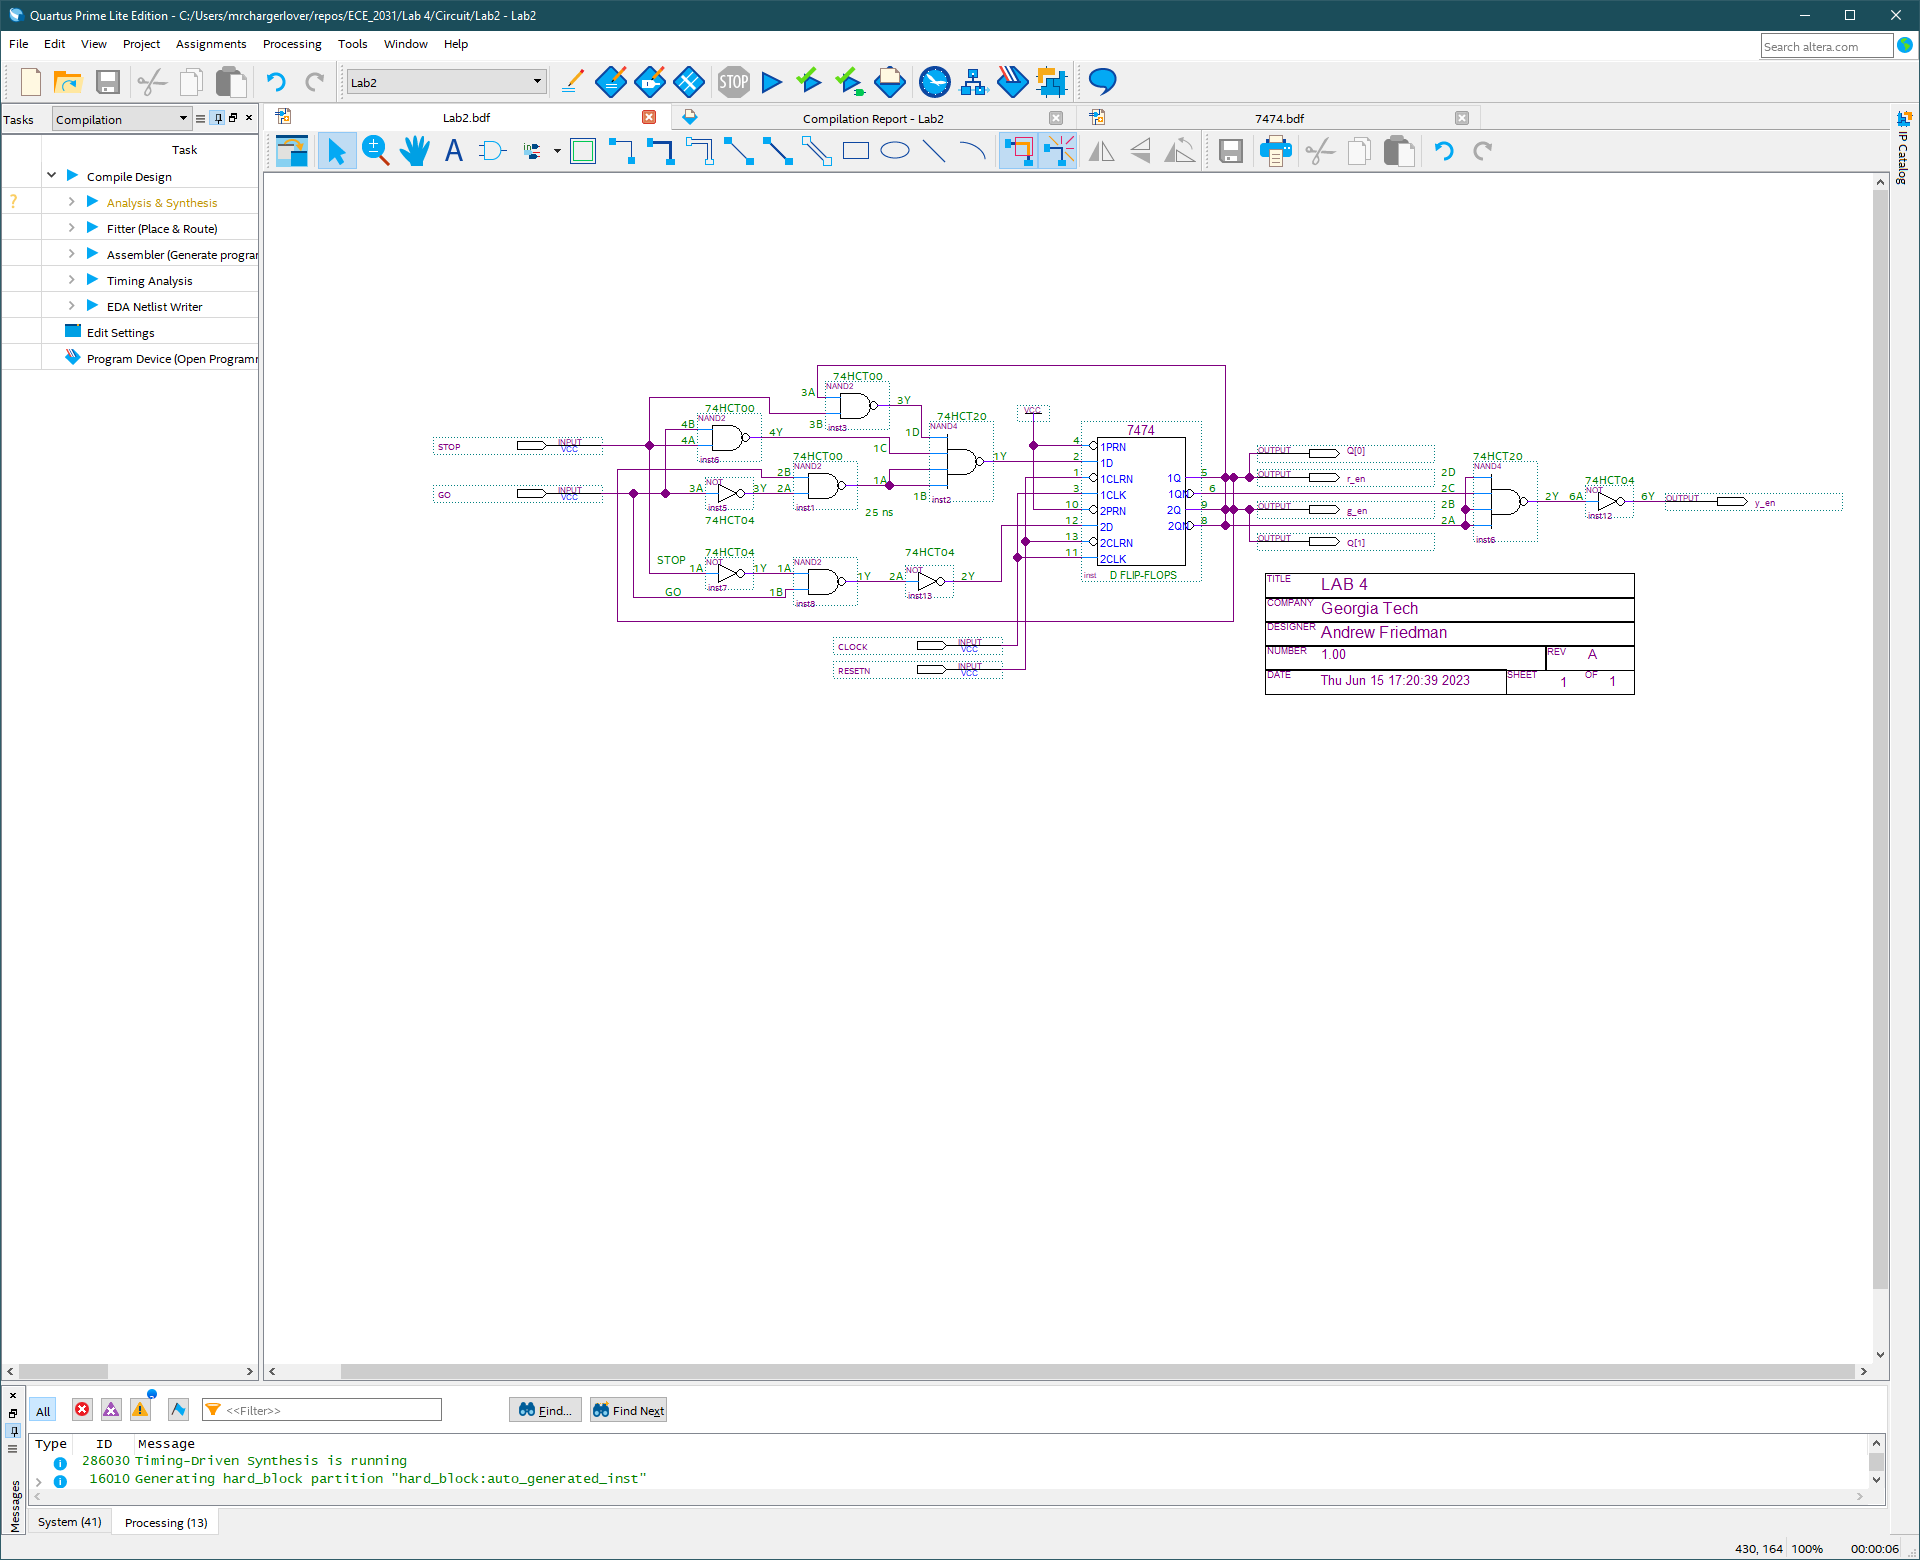 Quartus Prime Lite Edition - C:/Users/mrchargerlover/repos/ECE_2031/Lab 4/Circuit/Lab2 - Lab2
File Edit View Project Assignments Processing Tools Window Help
Search altera.com
Lab2
STOP
Tasks Compilation
Lab2.bdf
Compilation Report - Lab2
7474.bdf
IP Catalog
Task
Compile Design
? Analysis & Synthesis
Fitter (Place & Route)
Assembler (Generate program
Timing Analysis
EDA Netlist Writer
Edit Settings
Program Device (Open Programm
74HCT00
3A NAND2
3Y
3B inst3
74HCT00
4B NAND2
4A
4Y
inst6
STOP INPUT VCC
74HCT20
NAND4
1D
1C
1A
1B
1Y
inst2
74HCT00
2B NAND2
2A
inst1
25 ns
GO INPUT VCC
3A NOT 3Y
inst5
74HCT04
STOP
74HCT04
1A NOT 1Y
inst7
GO
1A NAND2
1B
1Y
inst8
74HCT04
2A NOT 2Y
inst13
CLOCK INPUT VCC
RESETN INPUT VCC
VCC
7474
4 1PRN
2 1D
1 1CLRN
3 1CLK
10 2PRN
12 2D
13 2CLRN
11 2CLK
1Q 5
1QN 6
2Q 9
2QN 8
inst D FLIP-FLOPS
OUTPUT Q[0]
OUTPUT r_en
OUTPUT g_en
OUTPUT Q[1]
74HCT20
NAND4
2D
2C
2B
2A
2Y
inst6
74HCT04
6A NOT 6Y
inst12
OUTPUT y_en
TITLE LAB 4
COMPANY Georgia Tech
DESIGNER Andrew Friedman
NUMBER 1.00 REV A
DATE Thu Jun 15 17:20:39 2023 SHEET 1 OF 1
All <<Filter>> Find... Find Next
Type ID Message
286030 Timing-Driven Synthesis is running
16010 Generating hard_block partition "hard_block:auto_generated_inst"
Messages
System (41) Processing (13)
430, 164 100% 00:00:06